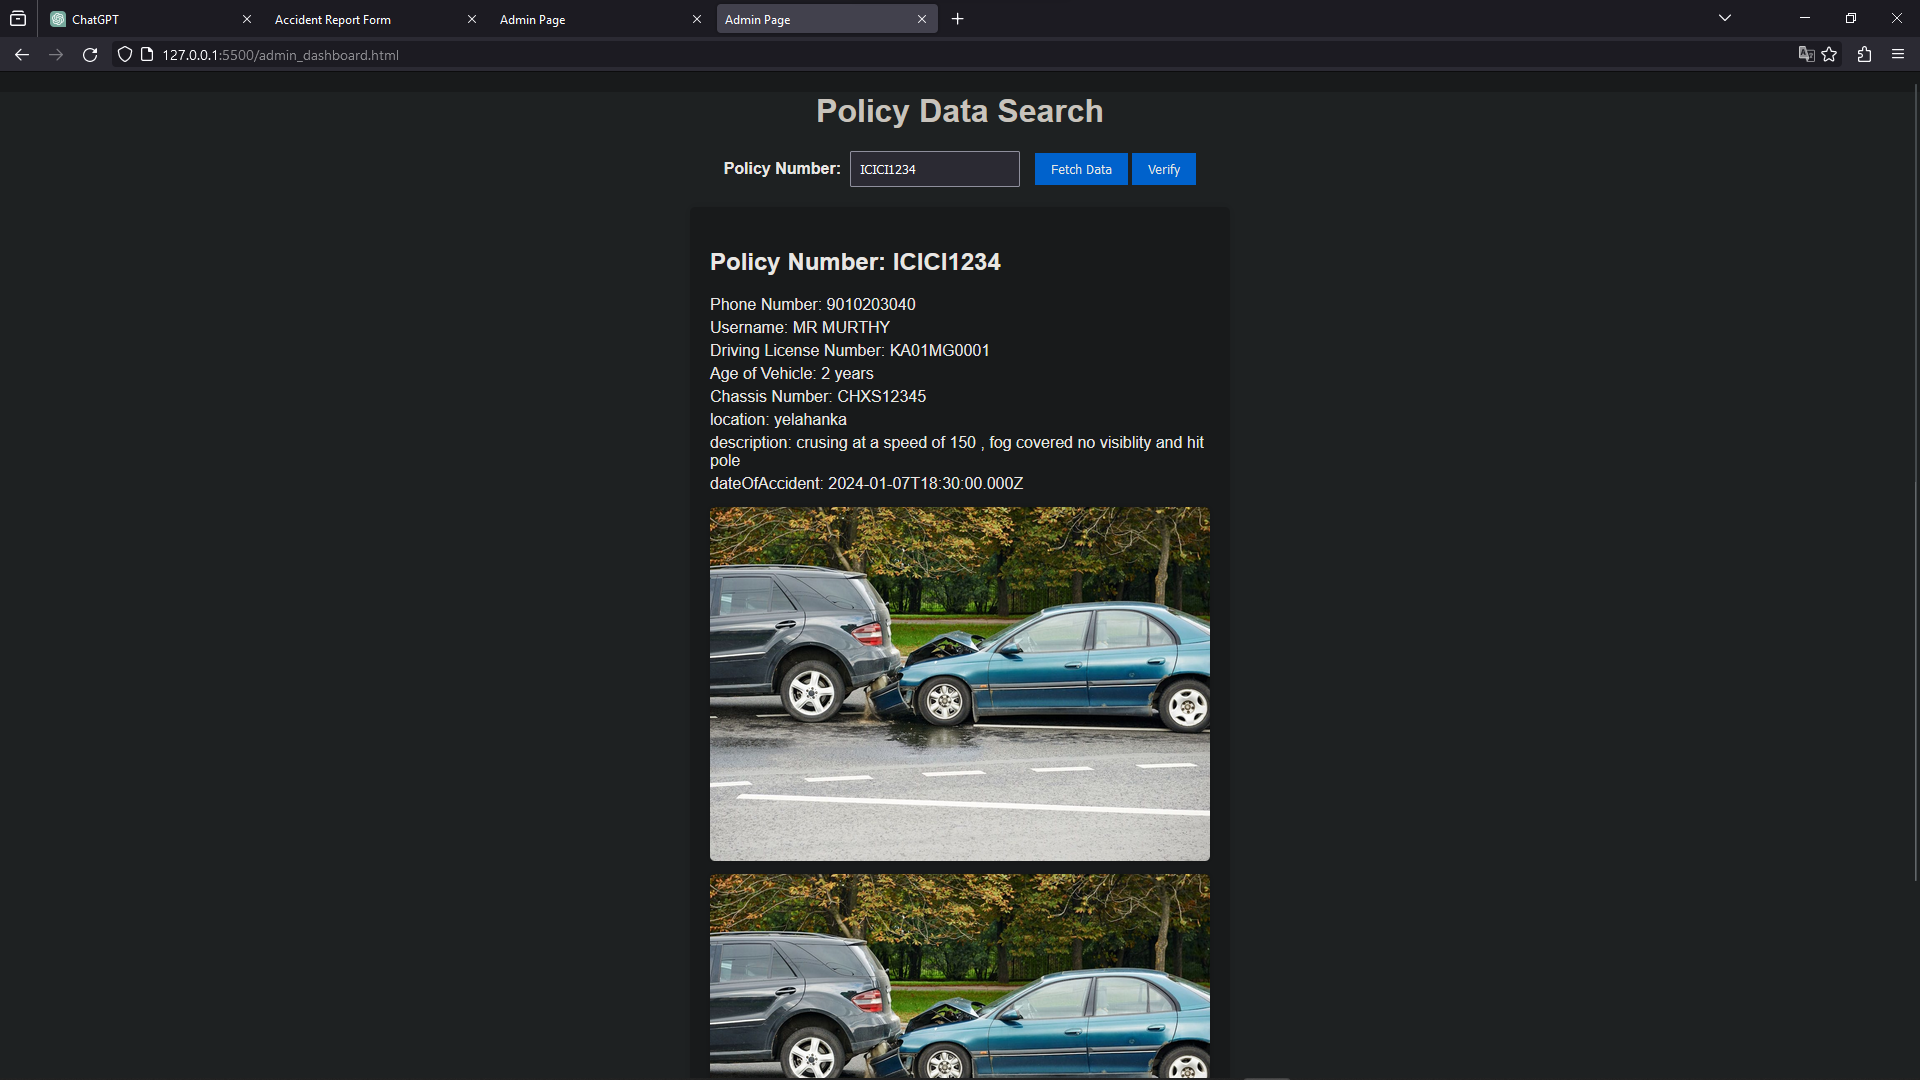 ChatGPT
Accident Report Form
Admin Page
Admin Page
127.0.0.1:5500/admin_dashboard.html
Policy Data Search
Policy Number:
ICICI1234
Fetch Data
Verify
Policy Number: ICICI1234
Phone Number: 9010203040
Username: MR MURTHY
Driving License Number: KA01MG0001
Age of Vehicle: 2 years
Chassis Number: CHXS12345
location: yelahanka
description: crusing at a speed of 150 , fog covered no visiblity and hit
pole
dateOfAccident: 2024-01-07T18:30:00.000Z